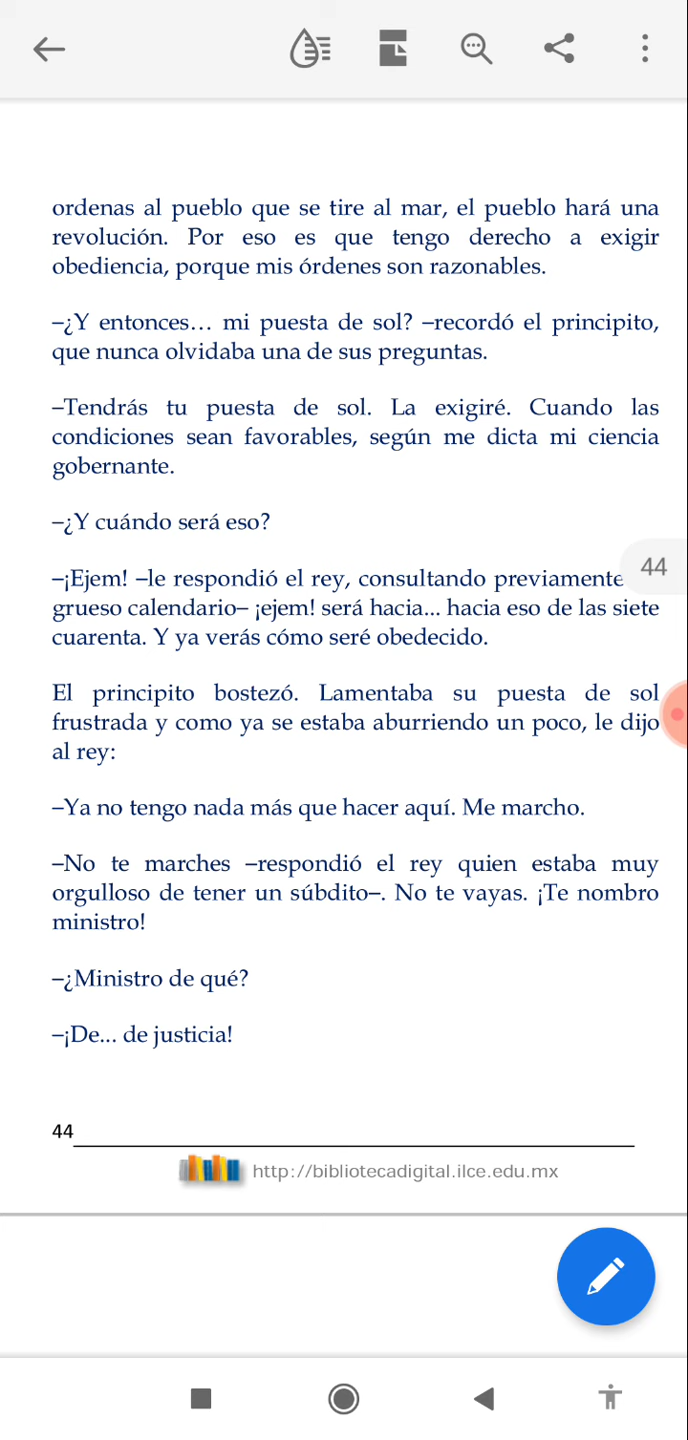 ordenas al pueblo que se tire al mar, el pueblo hará una
revolución. Por eso es que tengo derecho a exigir
obediencia, porque mis órdenes son razonables.
–¿Y entonces... mi puesta de sol? –recordó el principito,
que nunca olvidaba una de sus preguntas.
–Tendrás tu puesta de sol. La exigiré. Cuando las
condiciones sean favorables, según me dicta mi ciencia
gobernante.
–¿Y cuándo será eso?
–¡Ejem! –le respondió el rey, consultando previamente
44
grueso calendario– ¡ejem! será hacia... hacia eso de las siete
cuarenta. Y ya verás cómo seré obedecido.
El principito bostezó. Lamentaba su puesta de sol
frustrada y como ya se estaba aburriendo un poco, le dijo
al rey:
–Ya no tengo nada más que hacer aquí. Me marcho.
–No te marches –respondió el rey quien estaba muy
orgulloso de tener un súbdito–. No te vayas. ¡Te nombro
ministro!
–¿Ministro de qué?
–¡De... de justicia!
44
http://bibliotecadigital.ilce.edu.mx